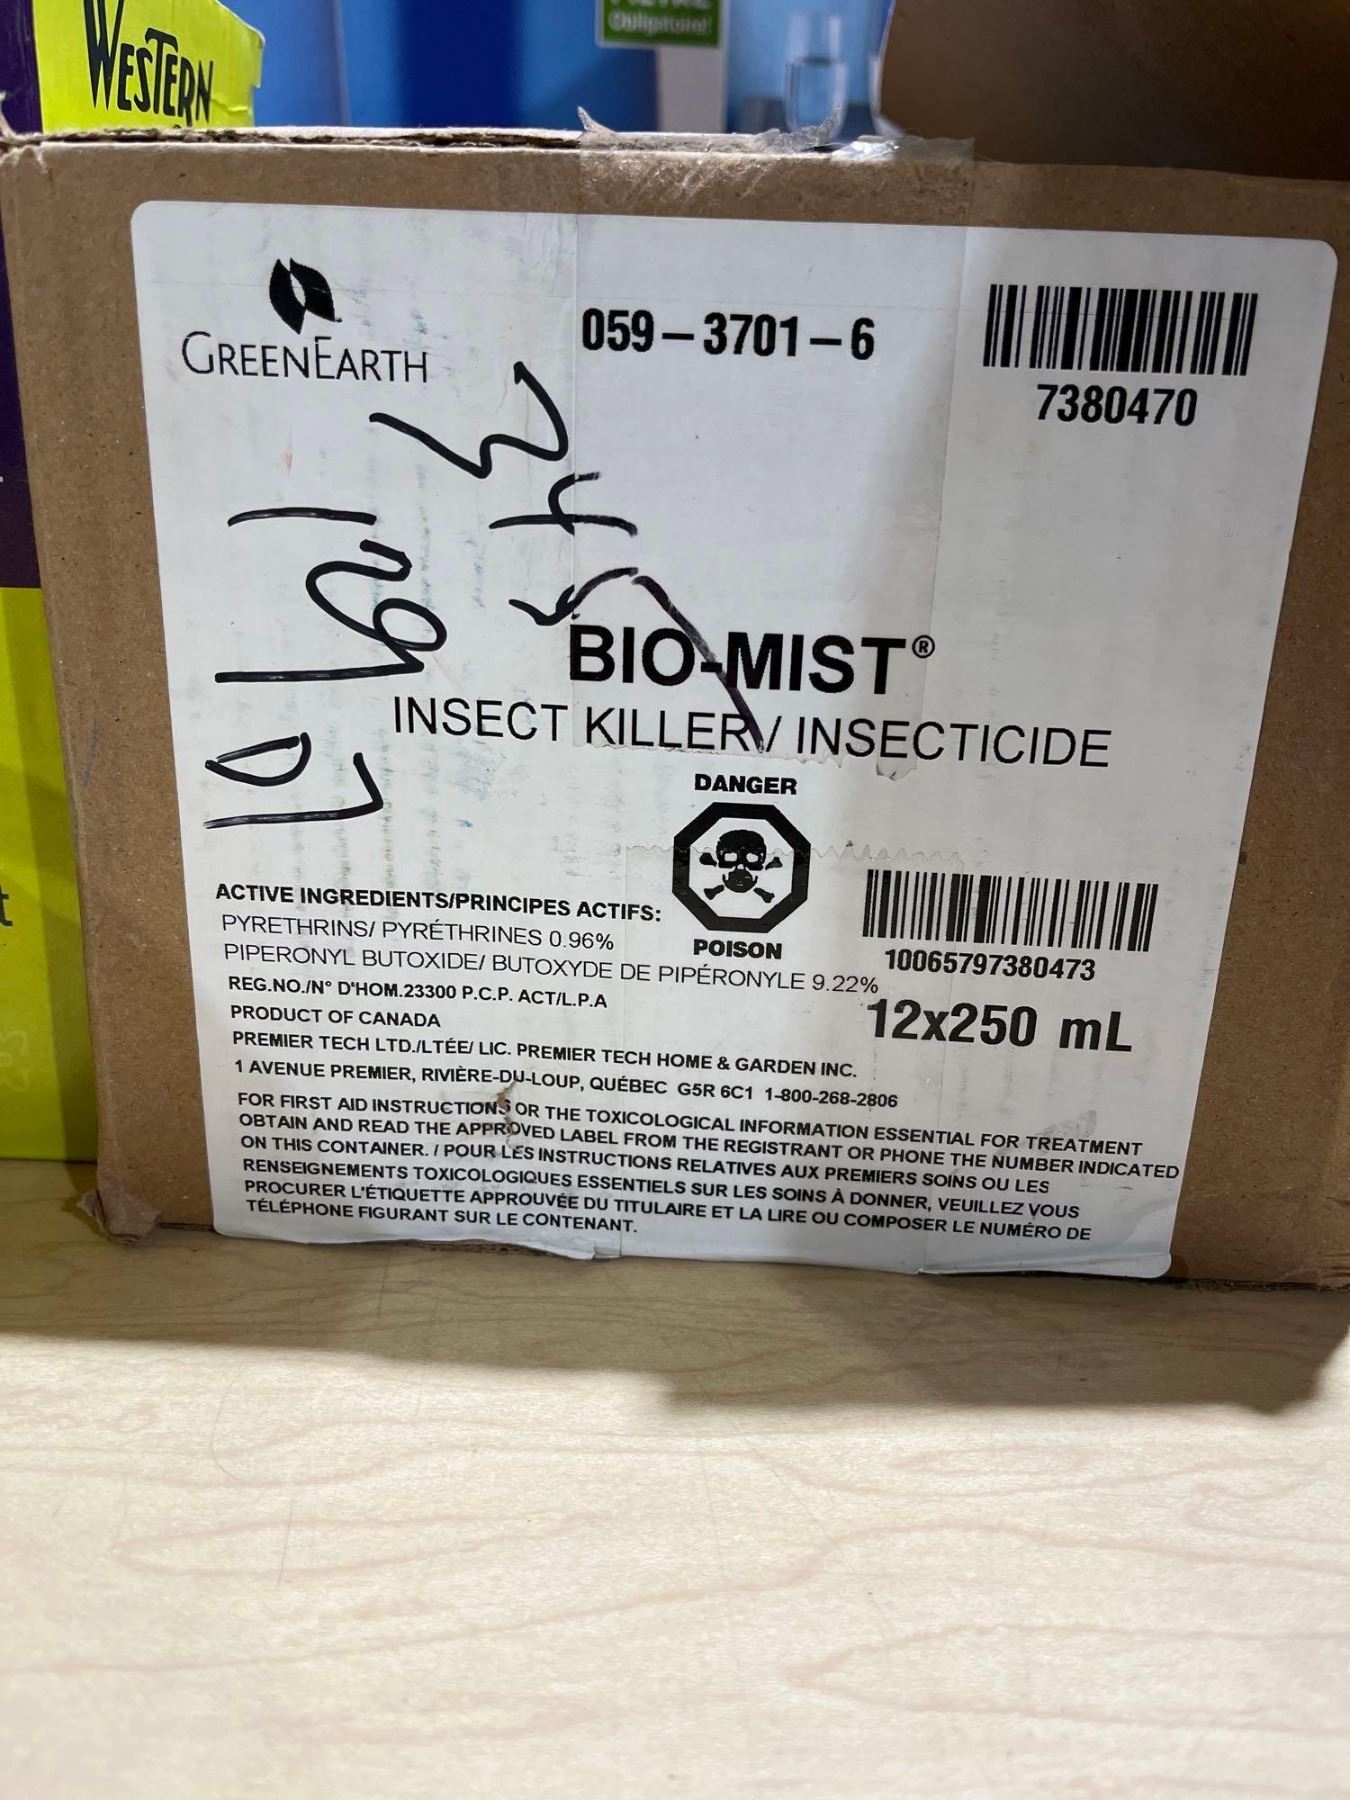 WESTERN
Obligatoire!
GREENEARTH
059-3701-6
7380470
BIO-MIST®
INSECT KILLER / INSECTICIDE
DANGER
POISON
ACTIVE INGREDIENTS/PRINCIPES ACTIFS:
PYRETHRINS/ PYRÉTHRINES 0.96%
PIPERONYL BUTOXIDE/ BUTOXYDE DE PIPÉRONYLE 9.22%
10065797380473
12x250 mL
REG.NO./N° D'HOM.23300 P.C.P. ACT/L.P.A
PRODUCT OF CANADA
PREMIER TECH LTD./LTÉE/ LIC. PREMIER TECH HOME & GARDEN INC.
1 AVENUE PREMIER, RIVIÈRE-DU-LOUP, QUÉBEC G5R 6C1 1-800-268-2806
FOR FIRST AID INSTRUCTIONS OR THE TOXICOLOGICAL INFORMATION ESSENTIAL FOR TREATMENT
OBTAIN AND READ THE APPROVED LABEL FROM THE REGISTRANT OR PHONE THE NUMBER INDICATED
ON THIS CONTAINER. / POUR LES INSTRUCTIONS RELATIVES AUX PREMIERS SOINS OU LES
RENSEIGNEMENTS TOXICOLOGIQUES ESSENTIELS SUR LES SOINS À DONNER, VEUILLEZ VOUS
PROCURER L'ÉTIQUETTE APPROUVÉE DU TITULAIRE ET LA LIRE OU COMPOSER LE NUMÉRO DE
TÉLÉPHONE FIGURANT SUR LE CONTENANT.